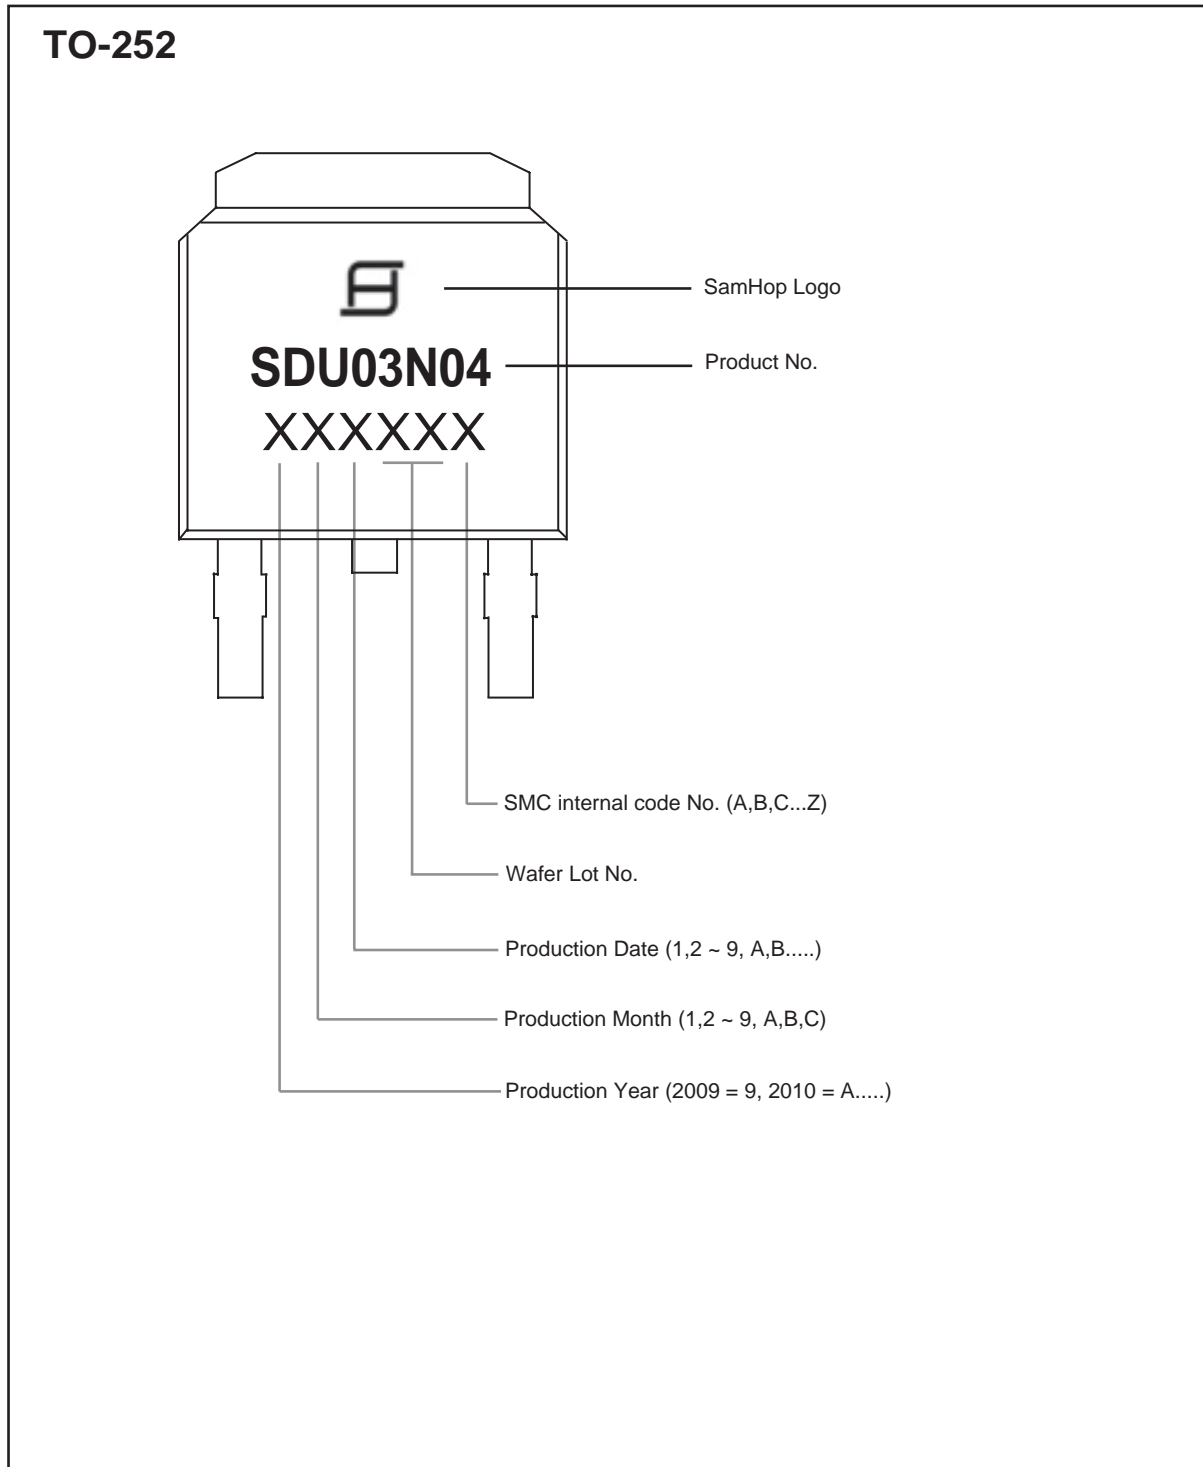 TO-252
SamHop Logo
SDU03N04
Product No.
XXXXXX
SMC internal code No. (A,B,C...Z)
Wafer Lot No.
Production Date (1,2 ~ 9, A,B.....)
Production Month (1,2 ~ 9, A,B,C)
Production Year (2009 = 9, 2010 = A.....)